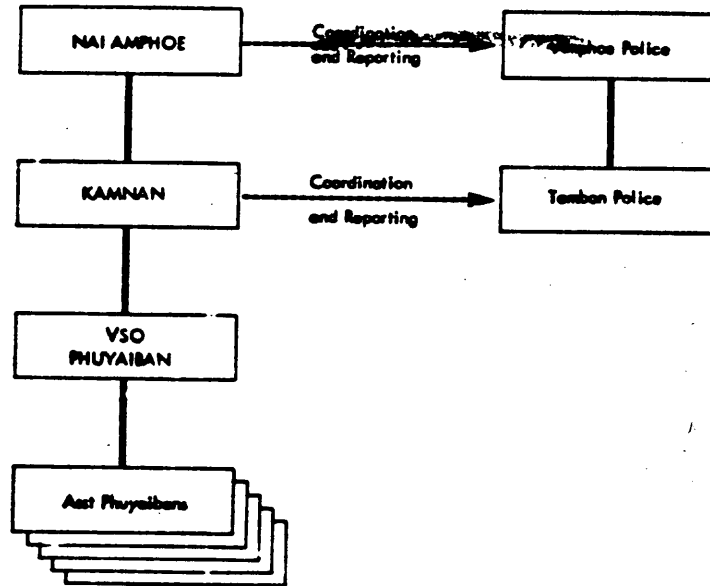 NAI AMPHOE
Coordination
and Reporting
Police
KAMNAN
Coordination
and Reporting
Tambon Police
VSO
PHUYAIBAN
Asst Phuyaibans